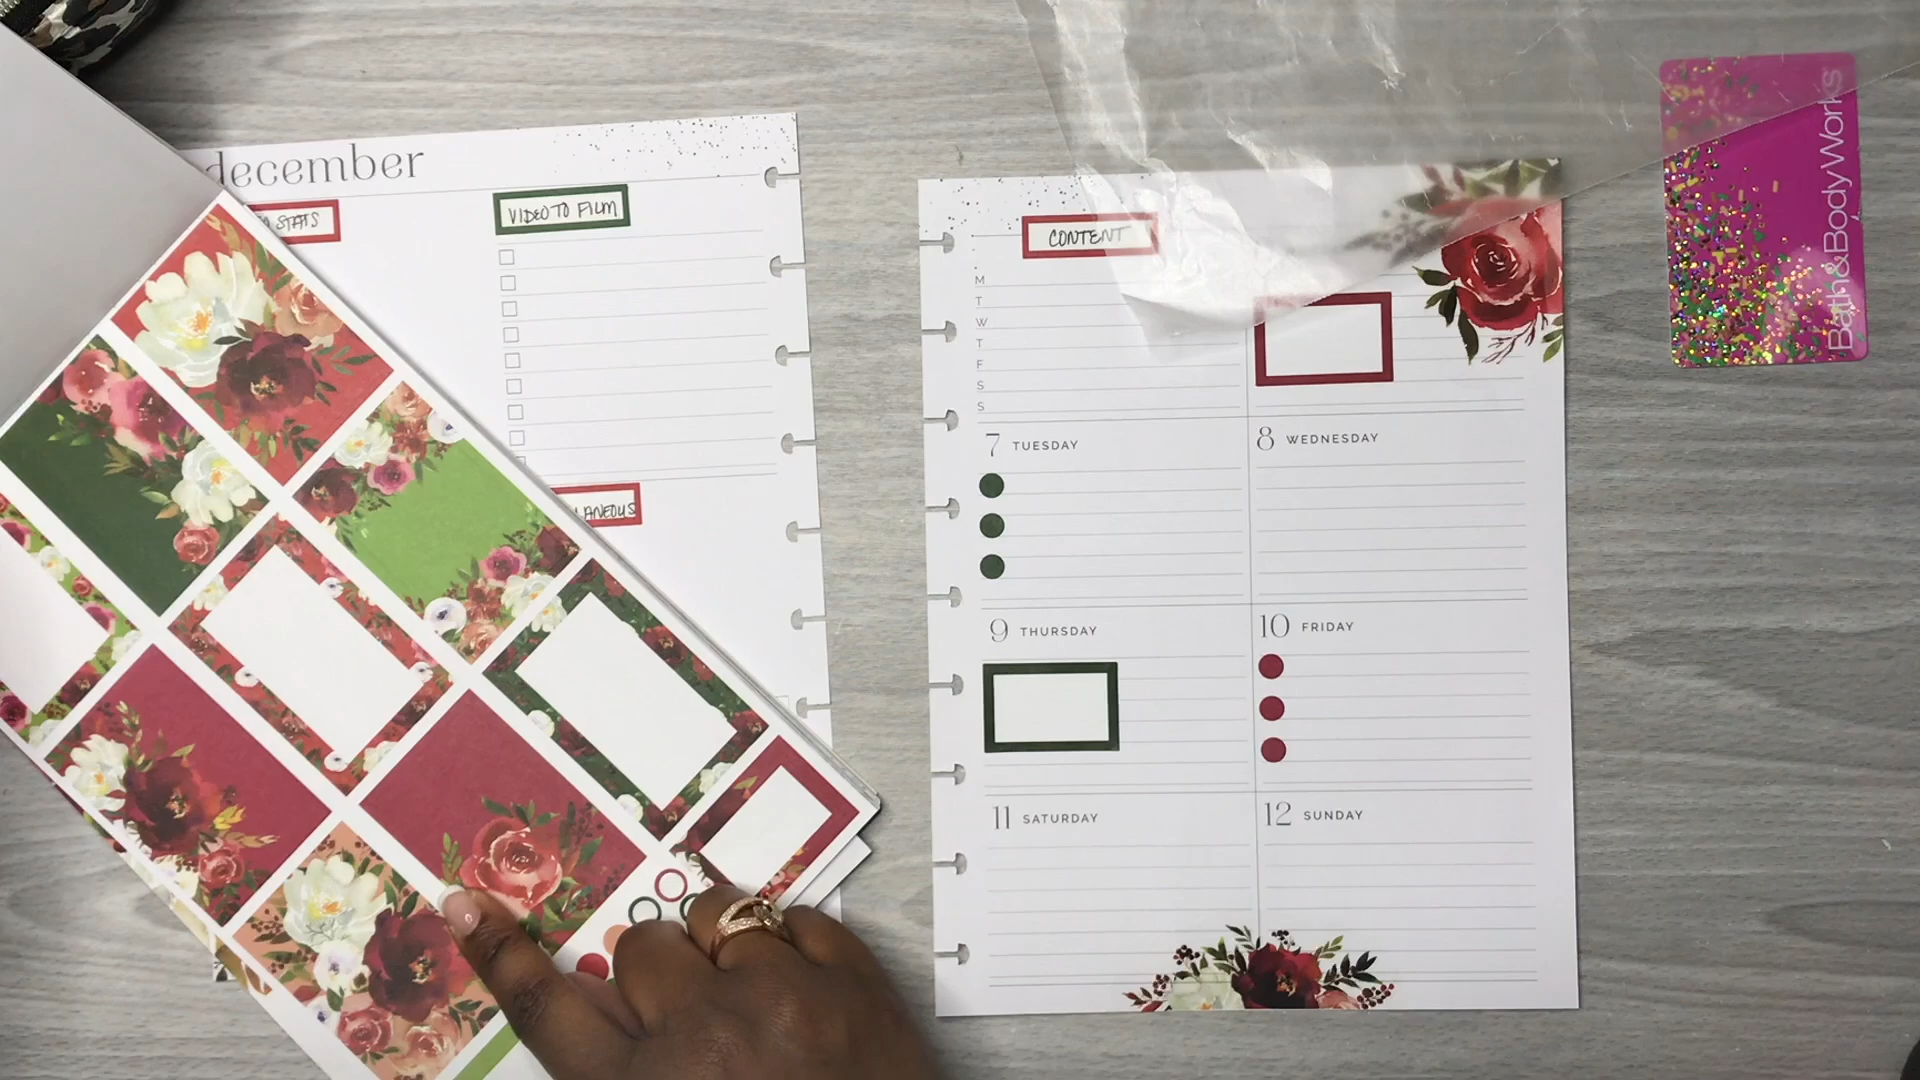 december
STATS
VIDEO TO FILM
LANEOUS
CONTENT
M
T
W
T
F
S
S
7 TUESDAY
8 WEDNESDAY
9 THURSDAY
10 FRIDAY
11 SATURDAY
12 SUNDAY
Bath&BodyWorks